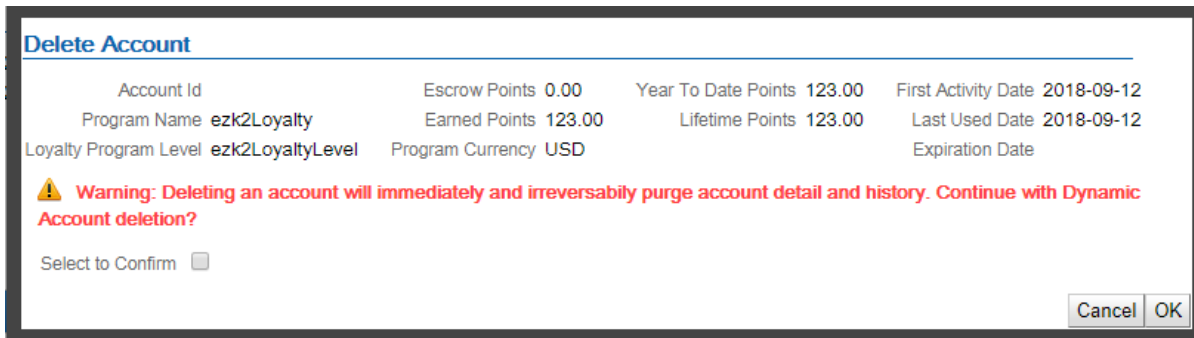 Delete Account
Account Id Escrow Points 0.00 Year To Date Points 123.00 First Activity Date 2018-09-12
Program Name ezk2Loyalty Earned Points 123.00 Lifetime Points 123.00 Last Used Date 2018-09-12
Loyalty Program Level ezk2LoyaltyLevel Program Currency USD Expiration Date
Warning: Deleting an account will immediately and irreversabily purge account detail and history. Continue with Dynamic
Account deletion?
Select to Confirm
Cancel OK